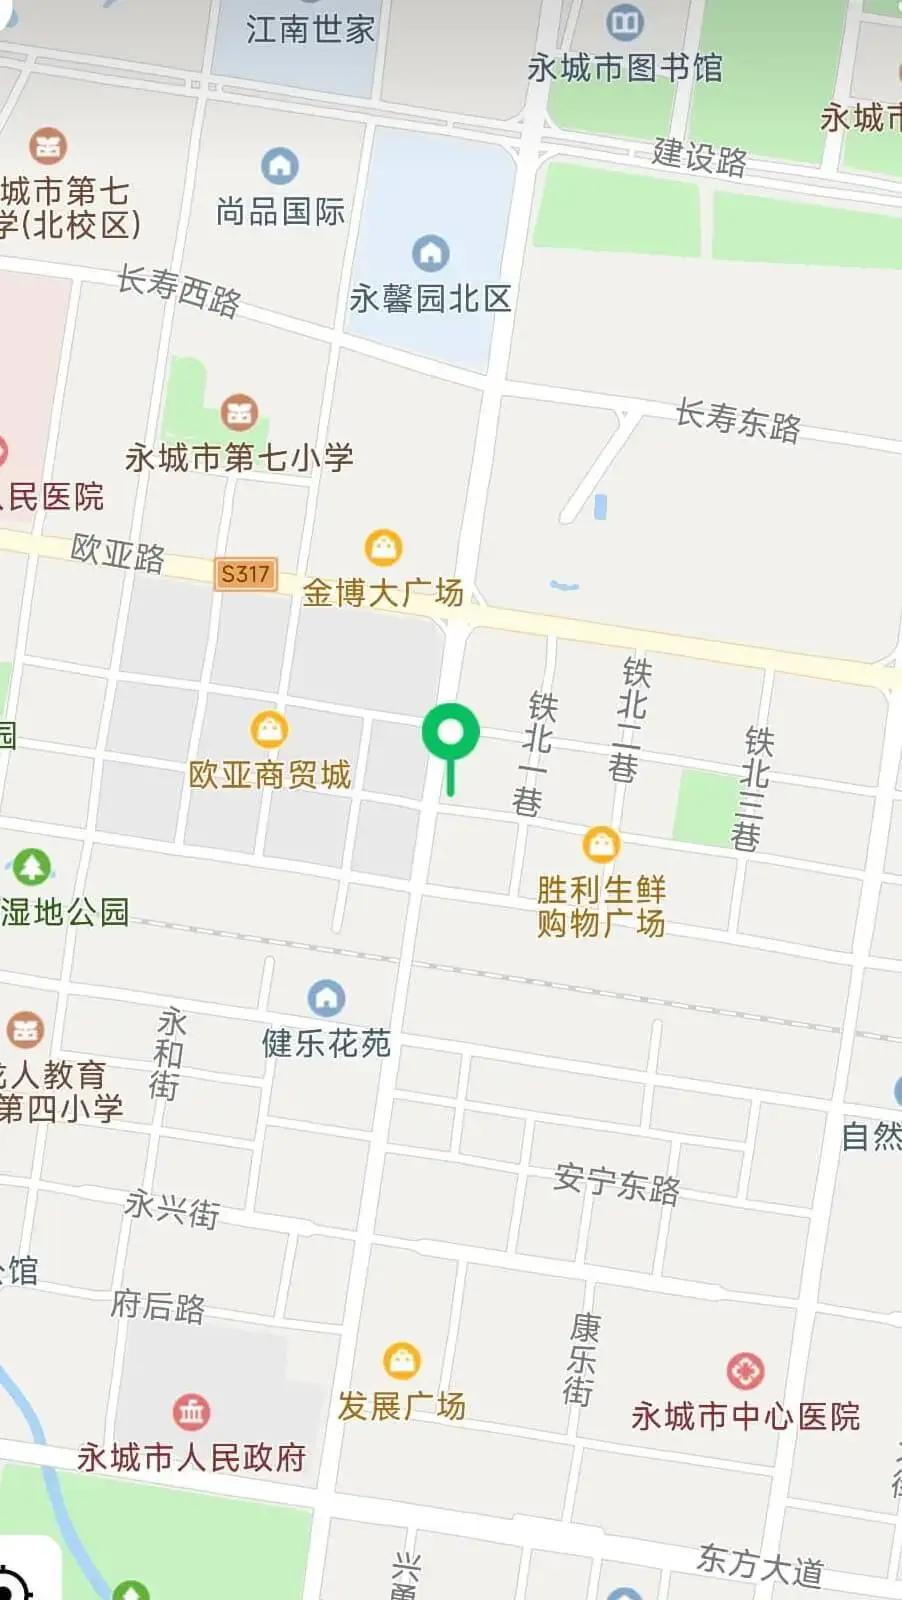 江南世家
永城市图书馆
永城市
建设路
城市第七
学(北校区)
尚品国际
长寿西路
永馨园北区
长寿东路
永城市第七小学
人民医院
欧亚路
S317
金博大广场
铁北一巷
铁北二巷
铁北三巷
园
欧亚商贸城
胜利生鲜
购物广场
湿地公园
健乐花苑
永和街
人教育
第四小学
自然
安宁东路
永兴街
馆
府后路
康乐街
发展广场
永城市中心医院
永城市人民政府
街
东方大道
兴勇